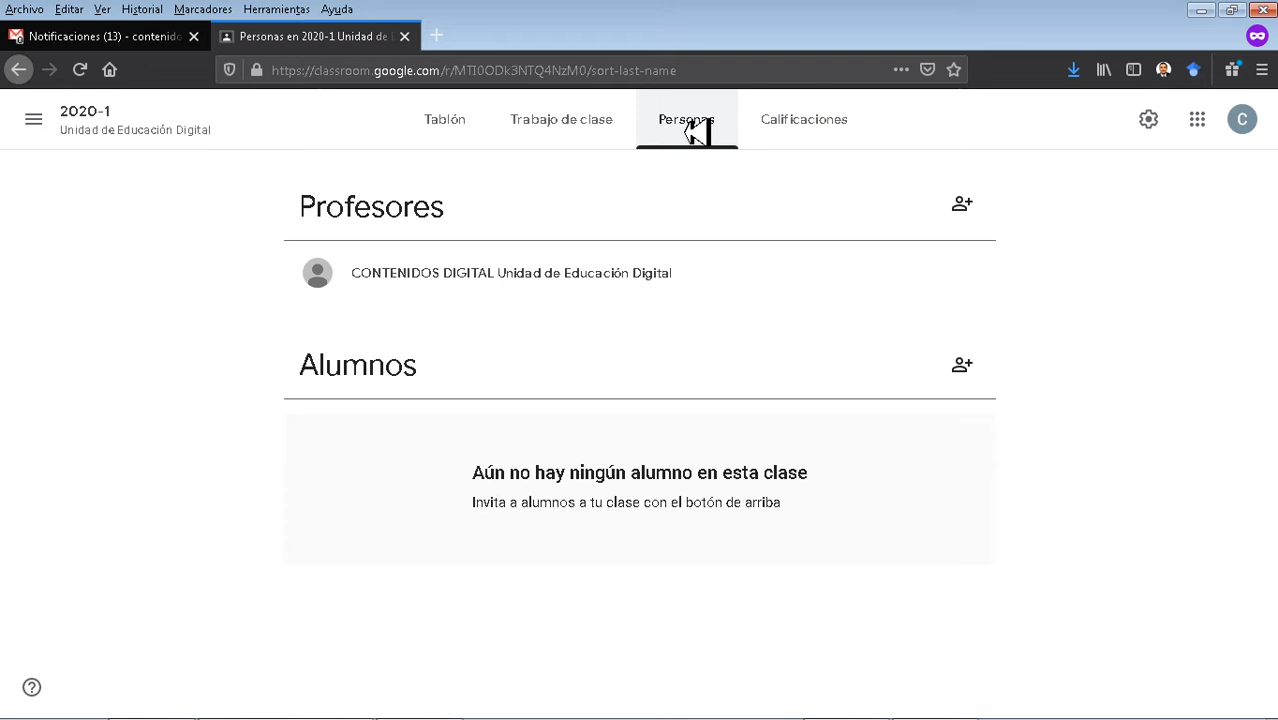 Archivo Editar Ver Historial Marcadores Herramientas Ayuda
Notificaciones (13) - contenido
Personas en 2020-1 Unidad de E
https://classroom.google.com/r/MTI0ODk3NTQ4NzM0/sort-last-name
2020-1
Unidad de Educación Digital
Tablón
Trabajo de clase
Personas
Calificaciones
C
Profesores
CONTENIDOS DIGITAL Unidad de Educación Digital
Alumnos
Aún no hay ningún alumno en esta clase
Invita a alumnos a tu clase con el botón de arriba